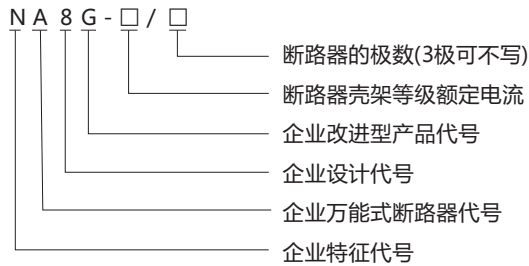 NA8G-□/□
断路器的极数(3极可不写)
断路器壳架等级额定电流
企业改进型产品代号
企业设计代号
企业万能式断路器代号
企业特征代号